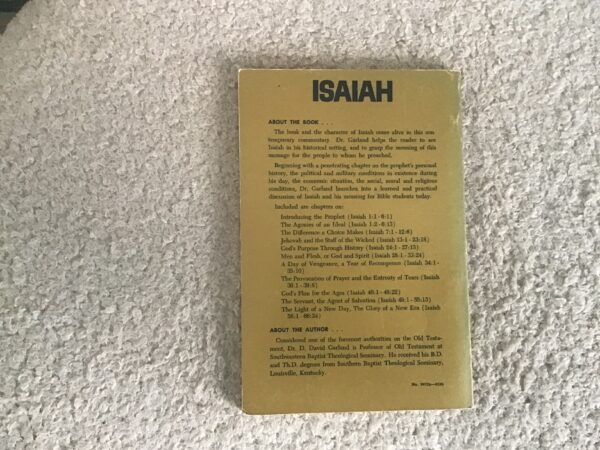 ISAIAH
ABOUT THE BOOK . . .
The book and the character of Isaiah come alive in this con-
temporary commentary. Dr. Garland helps the reader to see
Isaiah in his historical setting, and to grasp the meaning of this
message for the people to whom he preached.
Beginning with a penetrating chapter on the prophet's personal
history, the political and military conditions in existence during
his day, the economic situation, the social, moral and religious
conditions, Dr. Garland launches into a learned and practical
discussion of Isaiah and his meaning for Bible students today.
Included are chapters on:
Introducing the Prophet (Isaiah 1:1 - 6:1)
The Agonies of an Ideal (Isaiah 1:2 - 6:13)
The Difference a Choice Makes (Isaiah 7:1 - 12:6)
Jehovah and the Staff of the Wicked (Isaiah 13:1 - 23:18)
God's Purpose Through History (Isaiah 24:1 - 27:13)
Men and Flesh, or God and Spirit (Isaiah 28:1 - 33:24)
A Day of Vengeance, a Year of Recompense (Isaiah 34:1 -
35:10)
The Provocation of Prayer and the Entreaty of Tears (Isaiah
36:1 - 39:8)
God's Plan for the Ages (Isaiah 40:1 - 48:22)
The Servant, the Agent of Salvation (Isaiah 49:1 - 55:13)
The Light of a New Day, The Glory of a New Era (Isaiah
56:1 - 66:24)
ABOUT THE AUTHOR . . .
Considered one of the foremost authorities on the Old Testa-
ment, Dr. D. David Garland is Professor of Old Testament at
Southwestern Baptist Theological Seminary. He received his B.D.
and Th.D. degrees from Southern Baptist Theological Seminary,
Louisville, Kentucky.